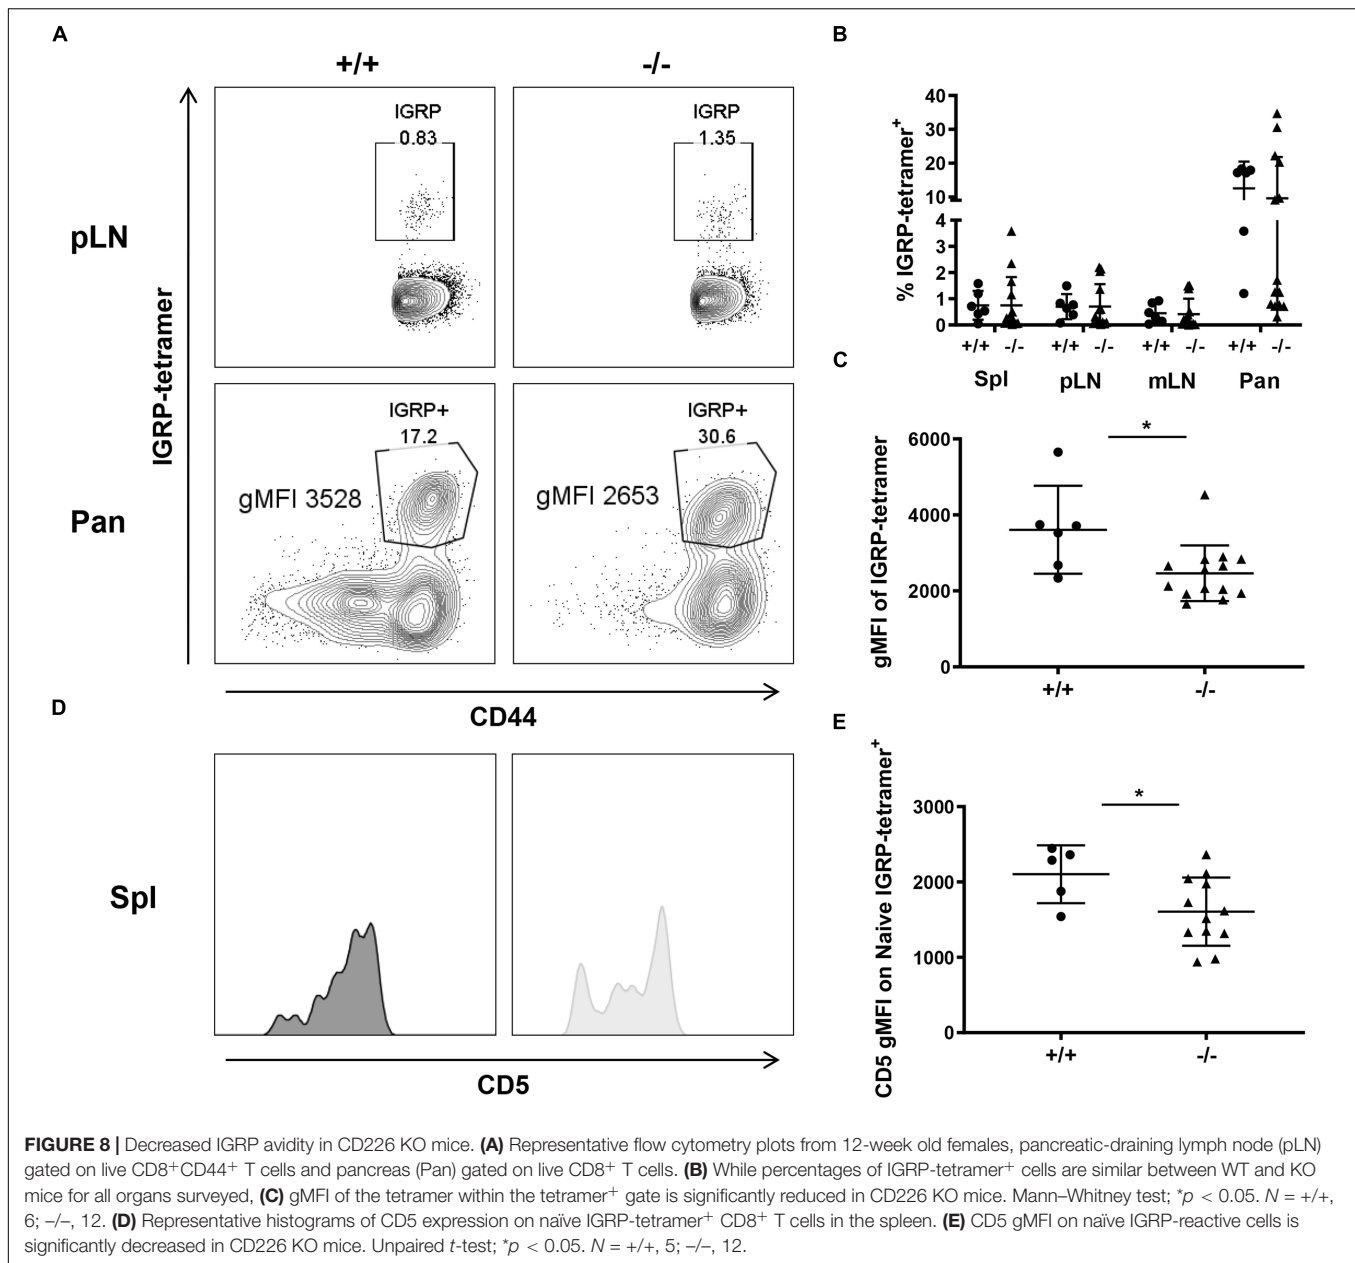 A
+/+
-/-
IGRP-tetramer
pLN
IGRP
0.83
IGRP
1.35
Pan
IGRP+
17.2
gMFI 3528
IGRP+
30.6
gMFI 2653
CD44
B
% IGRP-tetramer+
40
30
20
10
4
3
2
1
0
+/+ -/- +/+ -/- +/+ -/- +/+ -/-
Spl pLN mLN Pan
C
gMFI of IGRP-tetramer
6000
4000
2000
0
*
+/+ -/-
D
Spl
CD5
E
CD5 gMFI on Naive IGRP-tetramer+
3000
2000
1000
0
*
+/+ -/-
FIGURE 8 | Decreased IGRP avidity in CD226 KO mice. (A) Representative flow cytometry plots from 12-week old females, pancreatic-draining lymph node (pLN)
gated on live CD8+CD44+ T cells and pancreas (Pan) gated on live CD8+ T cells. (B) While percentages of IGRP-tetramer+ cells are similar between WT and KO
mice for all organs surveyed, (C) gMFI of the tetramer within the tetramer+ gate is significantly reduced in CD226 KO mice. Mann–Whitney test; *p < 0.05. N = +/+,
6; –/–, 12. (D) Representative histograms of CD5 expression on naïve IGRP-tetramer+ CD8+ T cells in the spleen. (E) CD5 gMFI on naïve IGRP-reactive cells is
significantly decreased in CD226 KO mice. Unpaired t-test; *p < 0.05. N = +/+, 5; –/–, 12.